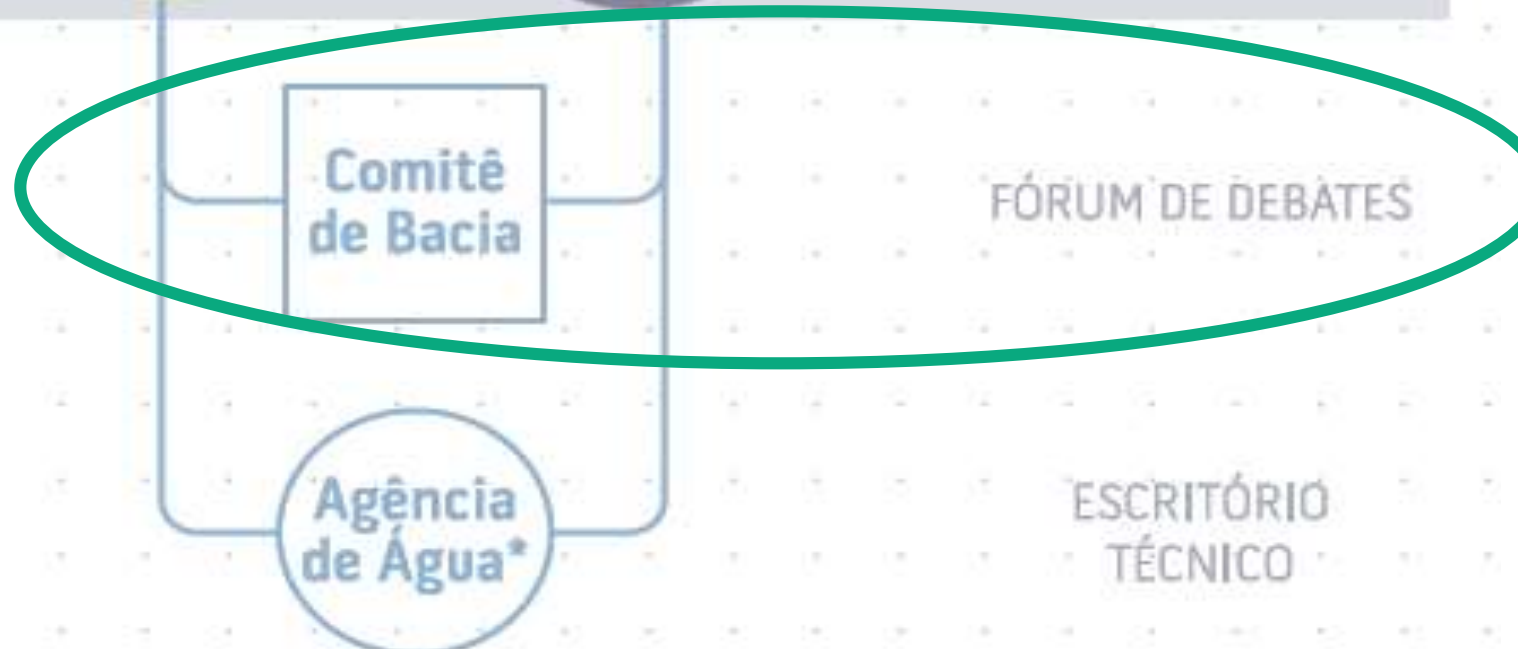 Comitê
de Bacia
FÓRUM DE DEBATES
Agência
de Água*
ESCRITÓRIO
TÉCNICO